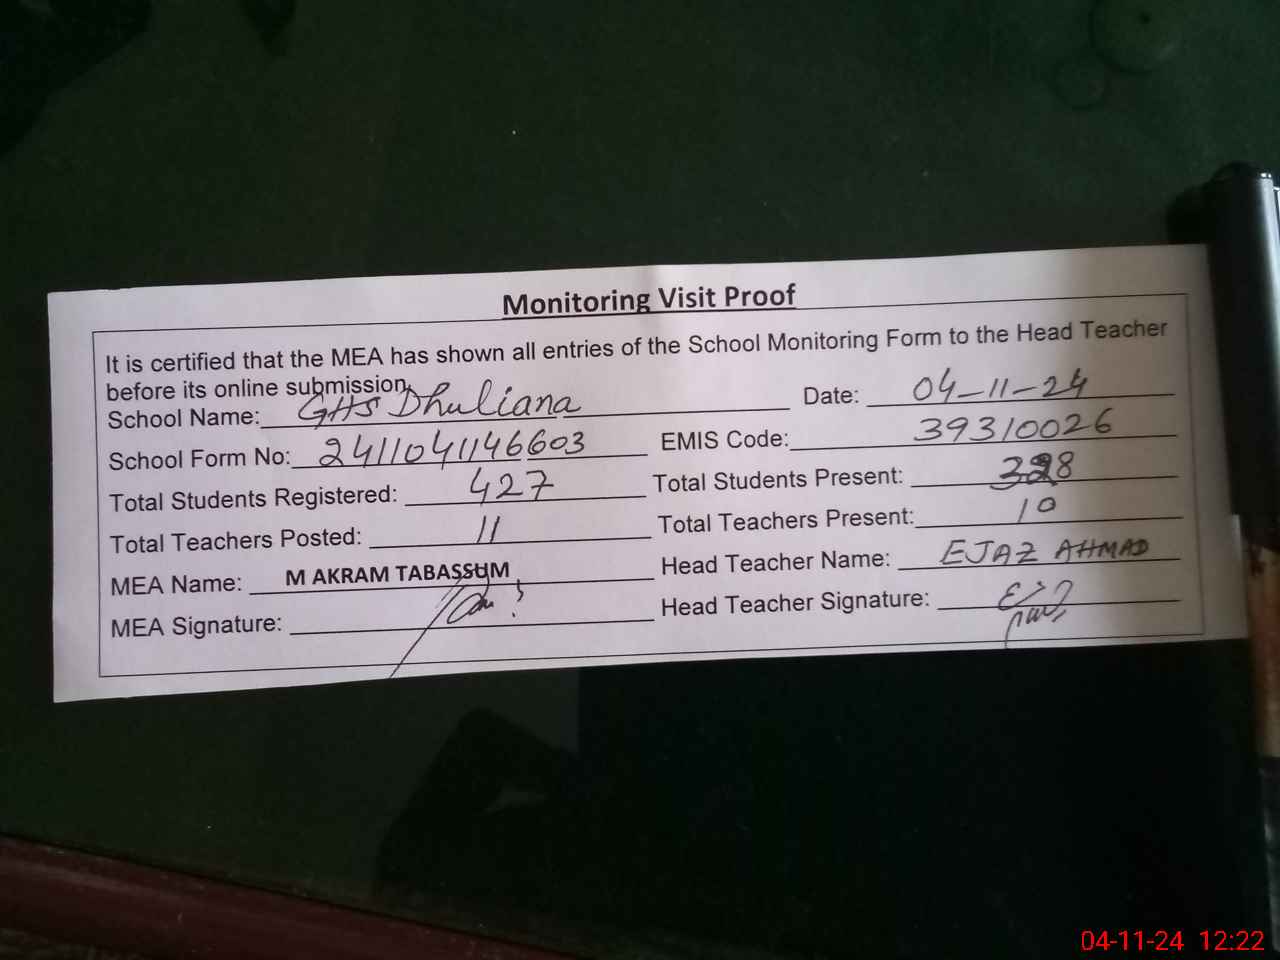 Monitoring Visit Proof
It is certified that the MEA has shown all entries of the School Monitoring Form to the Head Teacher
before its online submission.
School Name: GHS Dhuliana Date: 04-11-24
School Form No: 2411041146603 EMIS Code: 39310026
Total Students Registered: 427 Total Students Present:
Total Teachers Posted: 11 Total Teachers Present: 10
MEA Name: M AKRAM TABASSUM Head Teacher Name: EJAZ AHMAD
MEA Signature: Head Teacher Signature:
04-11-24 12:22